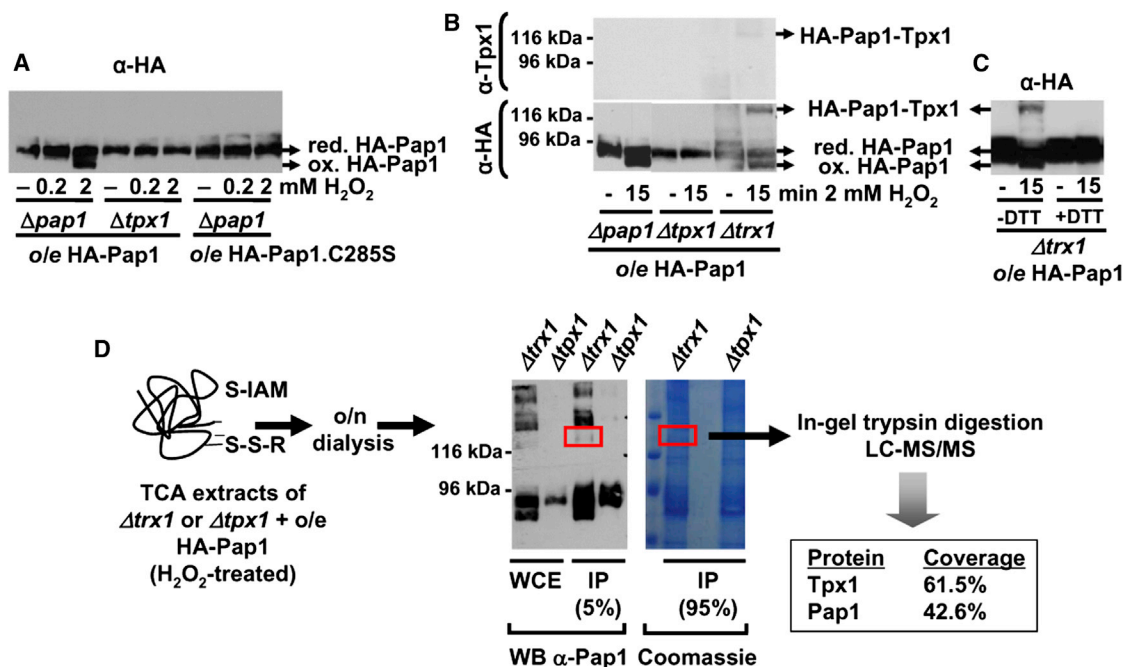 A
α-HA
red. HA-Pap1
ox. HA-Pap1
– 0.2 2 – 0.2 2 – 0.2 2 mM H₂O₂
Δpap1 Δtpx1 Δpap1
o/e HA-Pap1 o/e HA-Pap1.C285S
B
α-Tpx1
116 kDa
96 kDa
HA-Pap1-Tpx1
α-HA
116 kDa
96 kDa
HA-Pap1-Tpx1
red. HA-Pap1
ox. HA-Pap1
- 15 - 15 - 15 min 2 mM H₂O₂
Δpap1 Δtpx1 Δtrx1
o/e HA-Pap1
C
α-HA
- 15 - 15
-DTT +DTT
Δtrx1
o/e HA-Pap1
D
S-IAM
S-S-R
TCA extracts of
Δtrx1 or Δtpx1 + o/e
HA-Pap1
(H₂O₂-treated)
o/n
dialysis
Δtrx1 Δtpx1 Δtrx1 Δtpx1 Δtrx1 Δtpx1
116 kDa
96 kDa
WCE IP IP
(5%) (95%)
WB α-Pap1 Coomassie
In-gel trypsin digestion
LC-MS/MS
Protein Coverage
Tpx1 61.5%
Pap1 42.6%